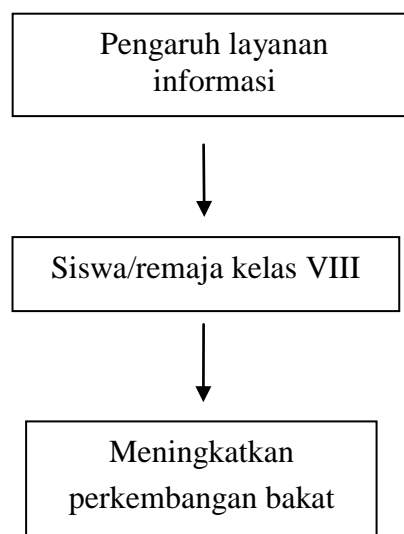 Pengaruh layanan
informasi
Siswa/remaja kelas VIII
Meningkatkan
perkembangan bakat